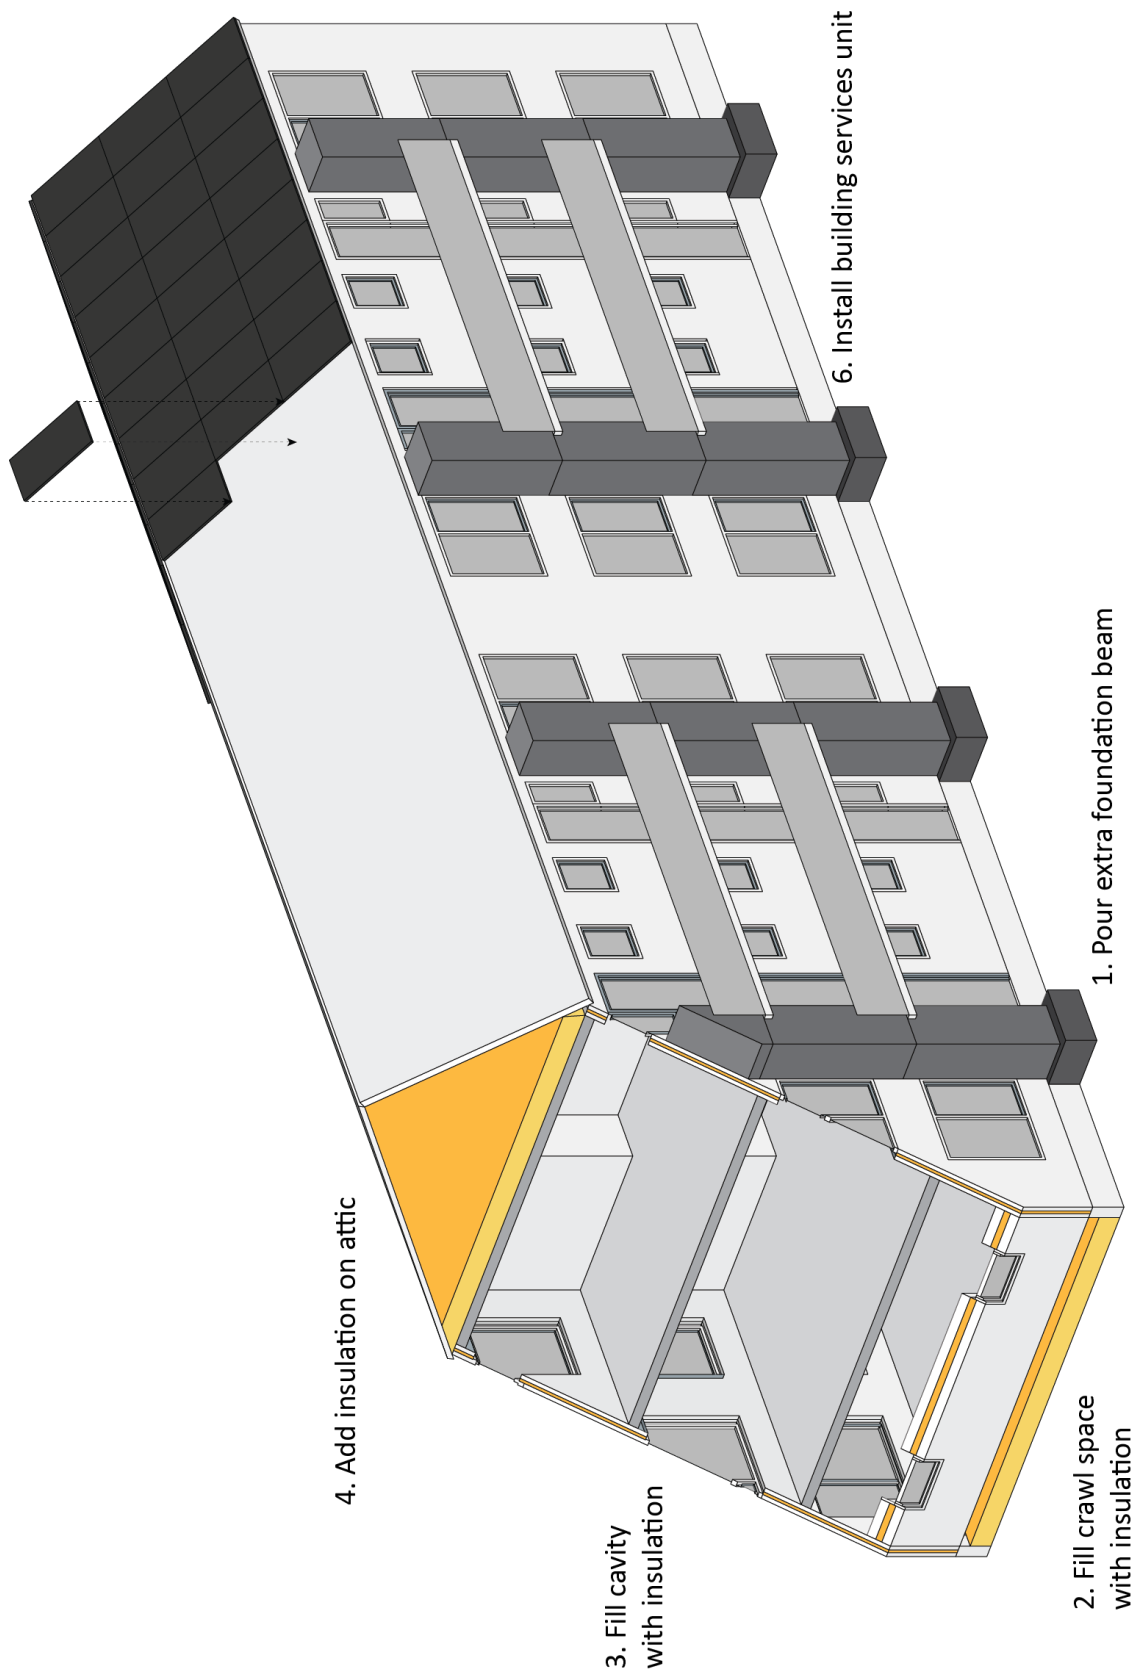 1. Pour extra foundation beam
2. Fill crawl space
with insulation
3. Fill cavity
with insulation
4. Add insulation on attic
6. Install building services unit